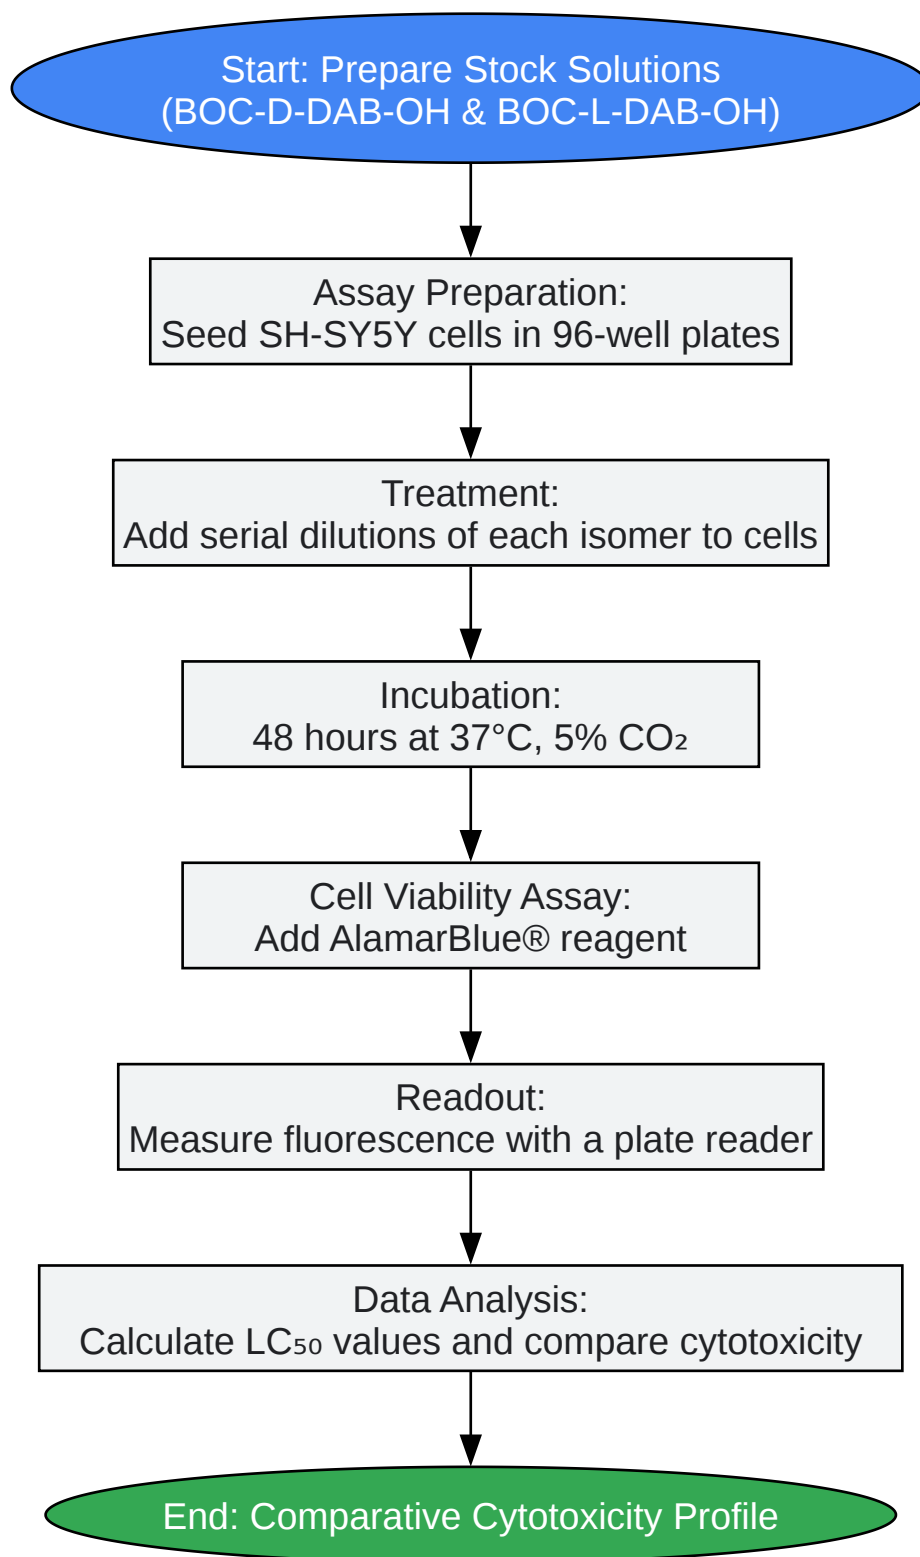 Start: Prepare Stock Solutions
(BOC-D-DAB-OH & BOC-L-DAB-OH)
Assay Preparation:
Seed SH-SY5Y cells in 96-well plates
Treatment:
Add serial dilutions of each isomer to cells
Incubation:
48 hours at 37°C, 5% CO₂
Cell Viability Assay:
Add AlamarBlue® reagent
Readout:
Measure fluorescence with a plate reader
Data Analysis:
Calculate LC₅₀ values and compare cytotoxicity
End: Comparative Cytotoxicity Profile